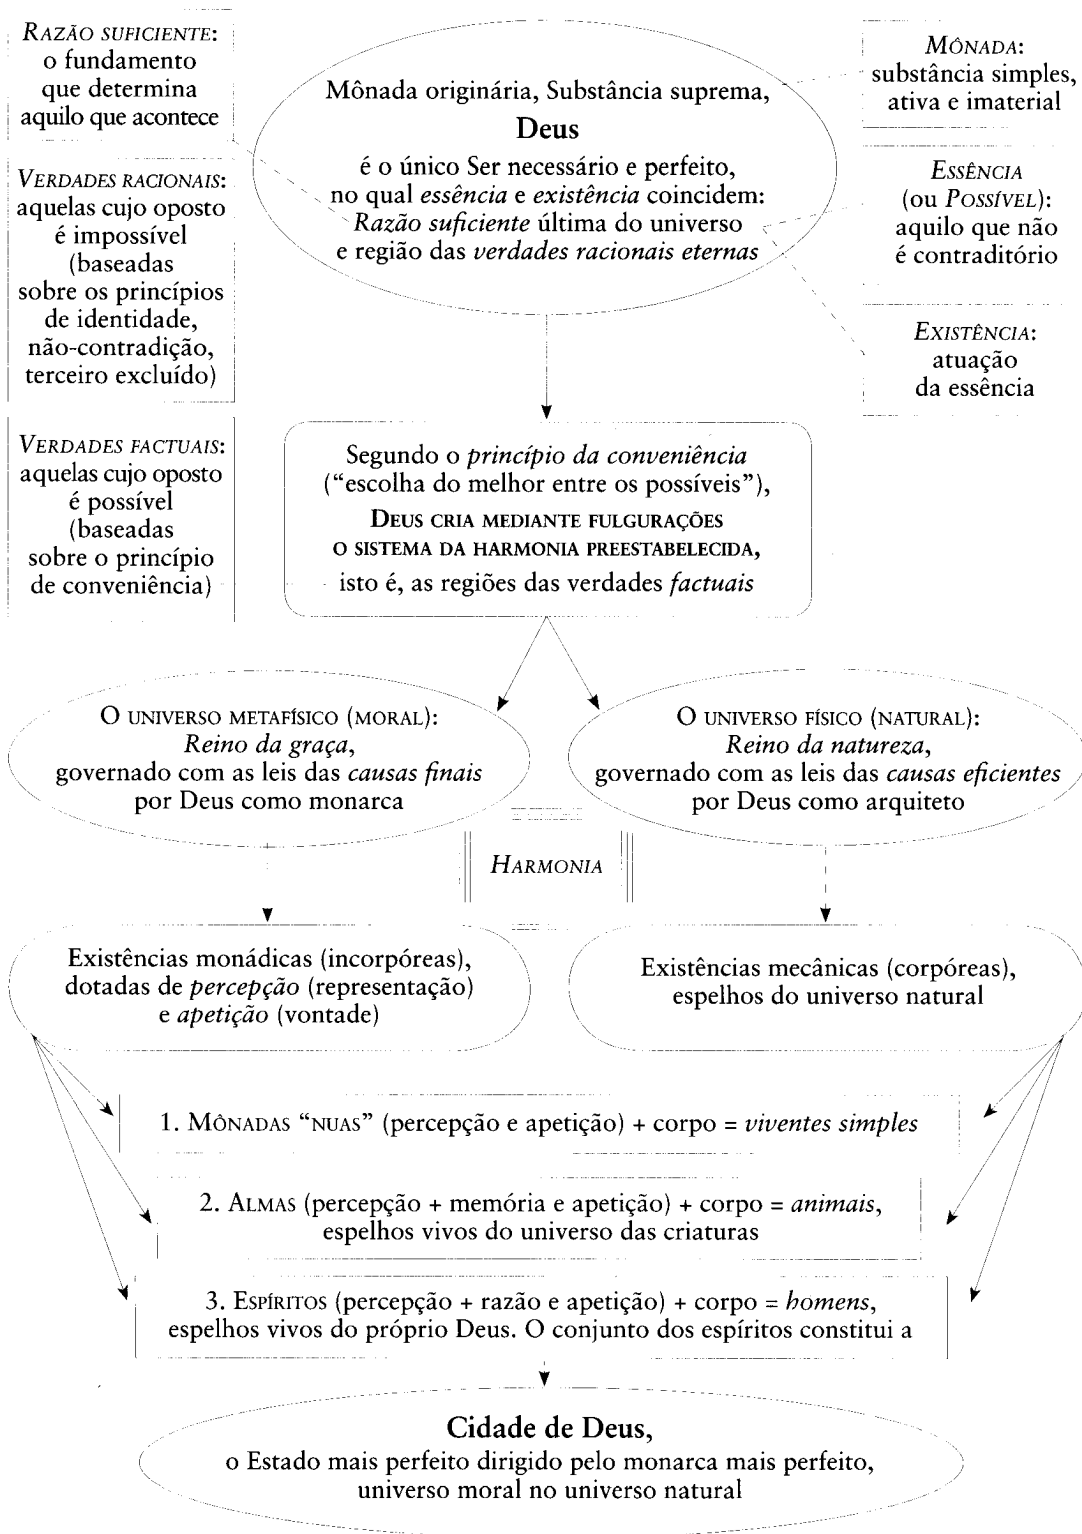 RAZÃO SUFICIENTE:
o fundamento
que determina
aquilo que acontece
VERDADES RACIONAIS:
aquelas cujo oposto
é impossível
(baseadas
sobre os princípios
de identidade,
não-contradição,
terceiro excluído)
VERDADES FACTUAIS:
aquelas cujo oposto
é possível
(baseadas
sobre o princípio
de conveniência)
Mônada originária, Substância suprema,
Deus
é o único Ser necessário e perfeito,
no qual essência e existência coincidem:
Razão suficiente última do universo
e região das verdades racionais eternas
MÔNADA:
substância simples,
ativa e imaterial
ESSÊNCIA
(ou POSSÍVEL):
aquilo que não
é contraditório
EXISTÊNCIA:
atuação
da essência
Segundo o princípio da conveniência
(“escolha do melhor entre os possíveis”),
DEUS CRIA MEDIANTE FULGURAÇÕES
O SISTEMA DA HARMONIA PREESTABELECIDA,
isto é, as regiões das verdades factuais
O UNIVERSO METAFÍSICO (MORAL):
Reino da graça,
governado com as leis das causas finais
por Deus como monarca
O UNIVERSO FÍSICO (NATURAL):
Reino da natureza,
governado com as leis das causas eficientes
por Deus como arquiteto
HARMONIA
Existências monádicas (incorpóreas),
dotadas de percepção (representação)
e apetição (vontade)
Existências mecânicas (corpóreas),
espelhos do universo natural
1. MÔNADAS “NUAS” (percepção e apetição) + corpo = viventes simples
2. ALMAS (percepção + memória e apetição) + corpo = animais,
espelhos vivos do universo das criaturas
3. ESPÍRITOS (percepção + razão e apetição) + corpo = homens,
espelhos vivos do próprio Deus. O conjunto dos espíritos constitui a
Cidade de Deus,
o Estado mais perfeito dirigido pelo monarca mais perfeito,
universo moral no universo natural